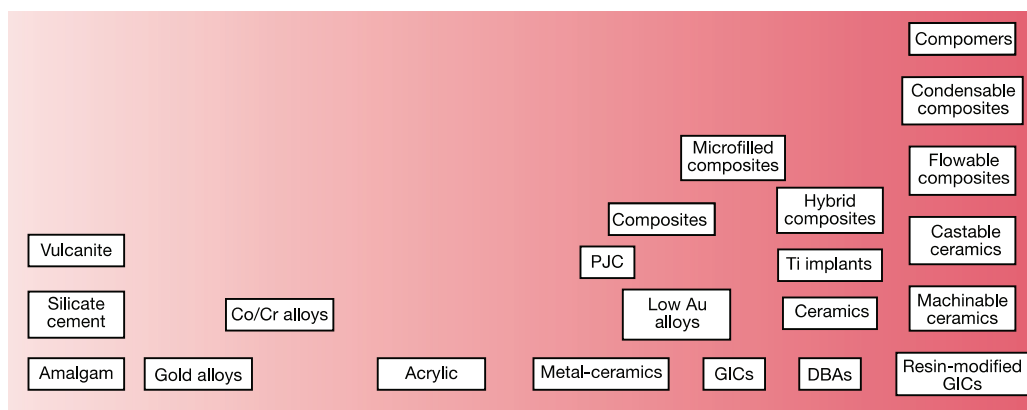 Compomers
Condensable
composites
Microfilled
composites
Flowable
composites
Hybrid
composites
Composites
Castable
ceramics
Vulcanite
PJC
Ti implants
Silicate
cement
Co/Cr alloys
Low Au
alloys
Ceramics
Machinable
ceramics
Amalgam
Gold alloys
Acrylic
Metal-ceramics
GICs
DBAs
Resin-modified
GICs